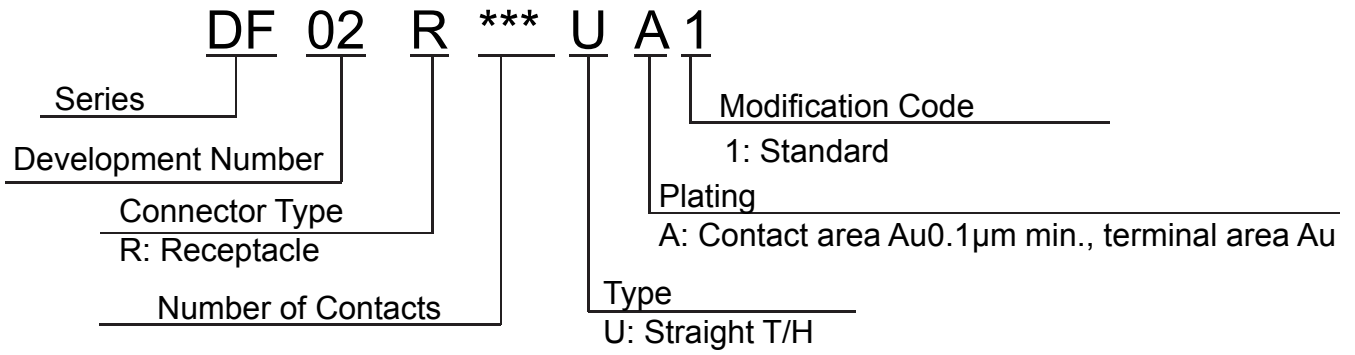 DF 02 R *** U A 1
Series
Modification Code
1: Standard
Development Number
Plating
A: Contact area Au0.1µm min., terminal area Au
Connector Type
R: Receptacle
Number of Contacts
Type
U: Straight T/H